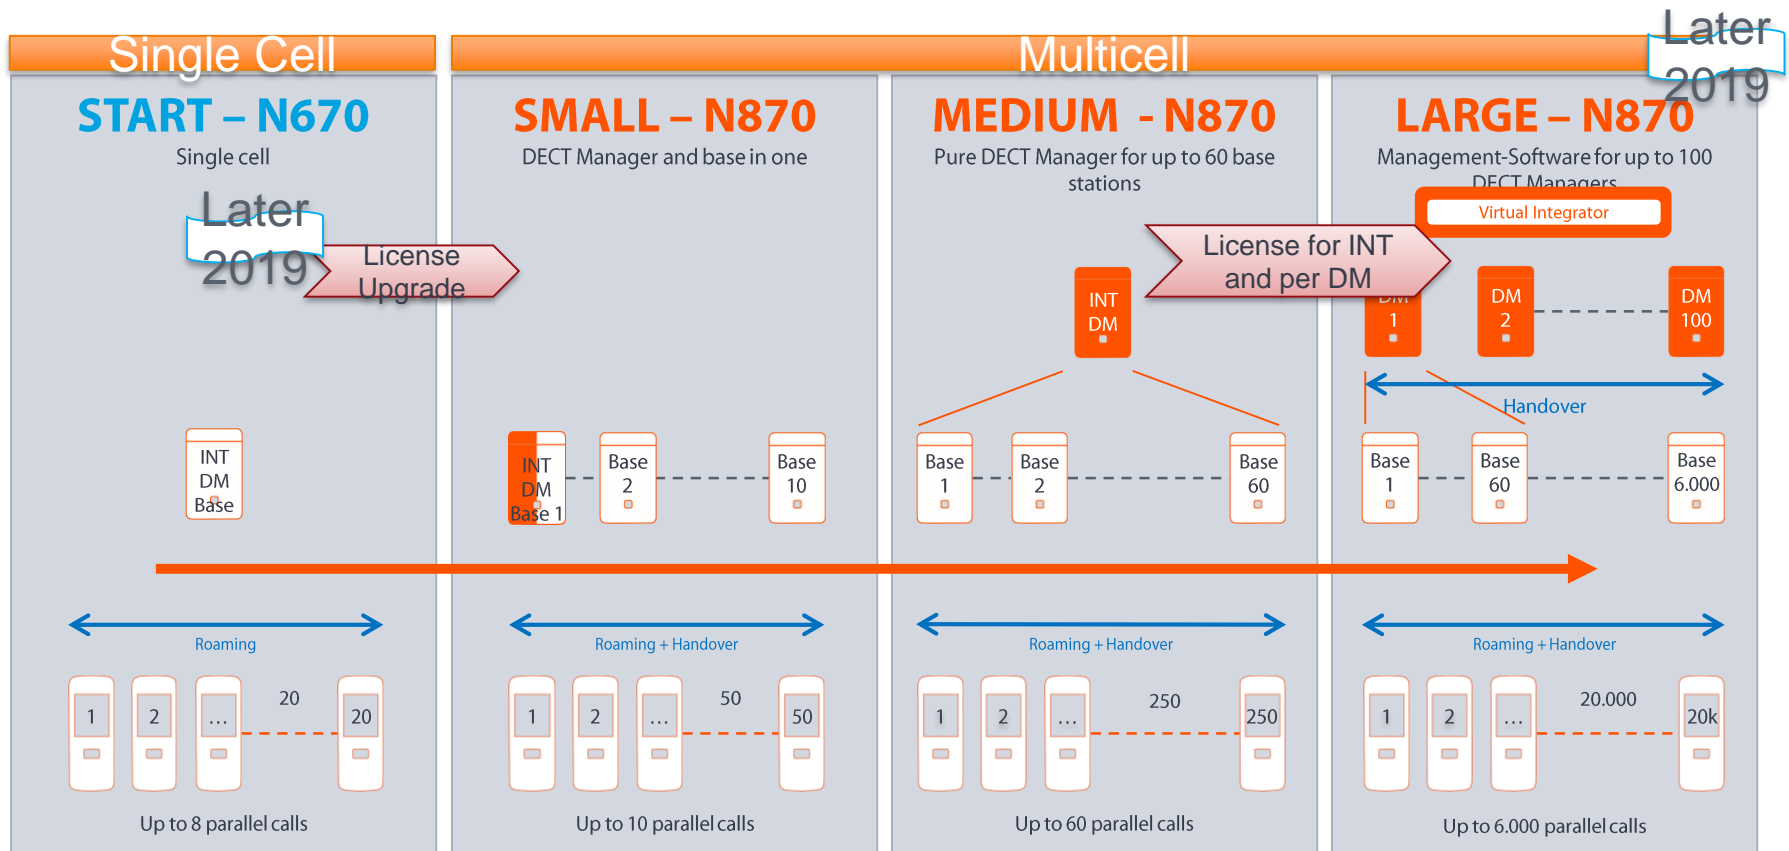 Single Cell
Multicell
Later
2019
START – N670
Single cell
Later
2019
License
Upgrade
INT
DM
Base
Roaming
1
2
...
20
20
Up to 8 parallel calls
SMALL – N870
DECT Manager and base in one
INT
DM
Base 1
Base
2
Base
10
Roaming + Handover
1
2
...
50
50
Up to 10 parallel calls
MEDIUM - N870
Pure DECT Manager for up to 60 base
stations
License for INT
and per DM
INT
DM
Base
1
Base
2
Base
60
Roaming + Handover
1
2
...
250
250
Up to 60 parallel calls
LARGE – N870
Management-Software for up to 100
DECT Managers
Virtual Integrator
DM
1
DM
2
DM
100
Handover
Base
1
Base
60
Base
6.000
Roaming + Handover
1
2
...
20.000
20k
Up to 6.000 parallel calls